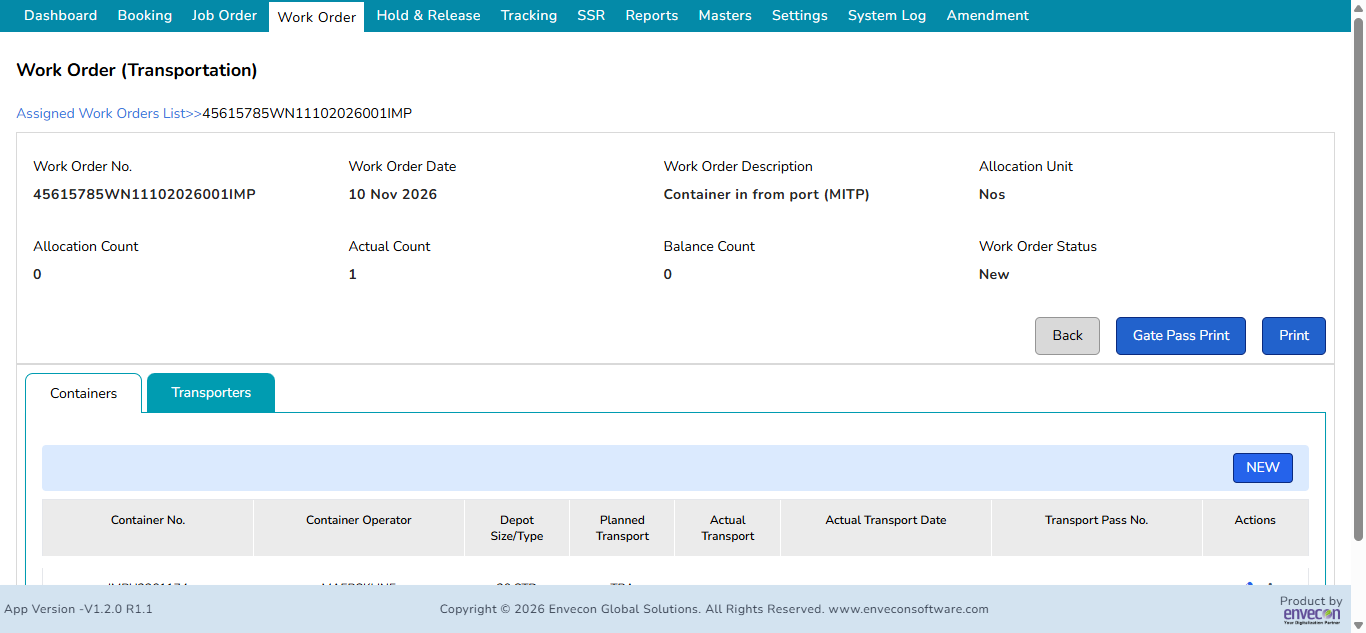 Dashboard Booking Job Order Work Order Hold & Release Tracking SSR Reports Masters Settings System Log Amendment
Work Order (Transportation)
Assigned Work Orders List>>45615785WN11102026001IMP
Work Order No. Work Order Date Work Order Description Allocation Unit
45615785WN11102026001IMP 10 Nov 2026 Container in from port (MITP) Nos
Allocation Count Actual Count Balance Count Work Order Status
0 1 0 New
Back Gate Pass Print Print
Containers Transporters
NEW
Container No. Container Operator Depot Size/Type Planned Transport Actual Transport Actual Transport Date Transport Pass No. Actions
App Version -V1.2.0 R1.1 Copyright © 2026 Envecon Global Solutions. All Rights Reserved. www.enveconsoftware.com Product by
envecon
Your Digitalization Partner